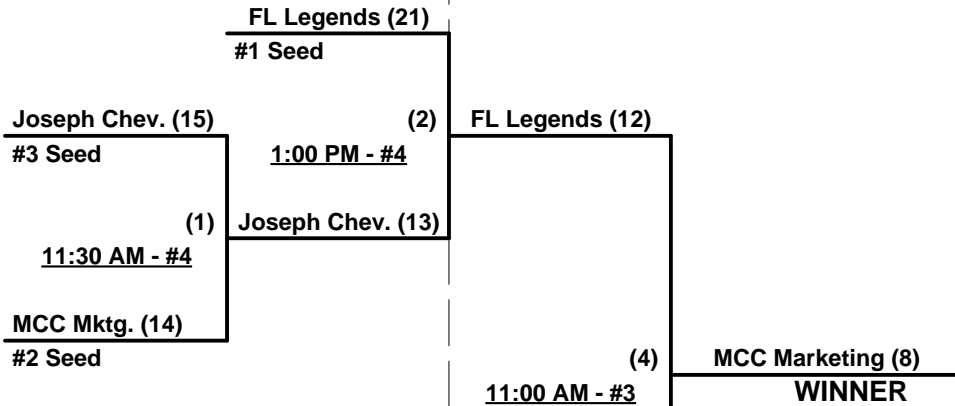 FL Legends (21)
#1 Seed
Joseph Chev. (15)
(2)
FL Legends (12)
#3 Seed
1:00 PM - #4
(1)
Joseph Chev. (13)
11:30 AM - #4
MCC Mktg. (14)
#2 Seed
(4)
MCC Marketing (8)
11:00 AM - #3
WINNER